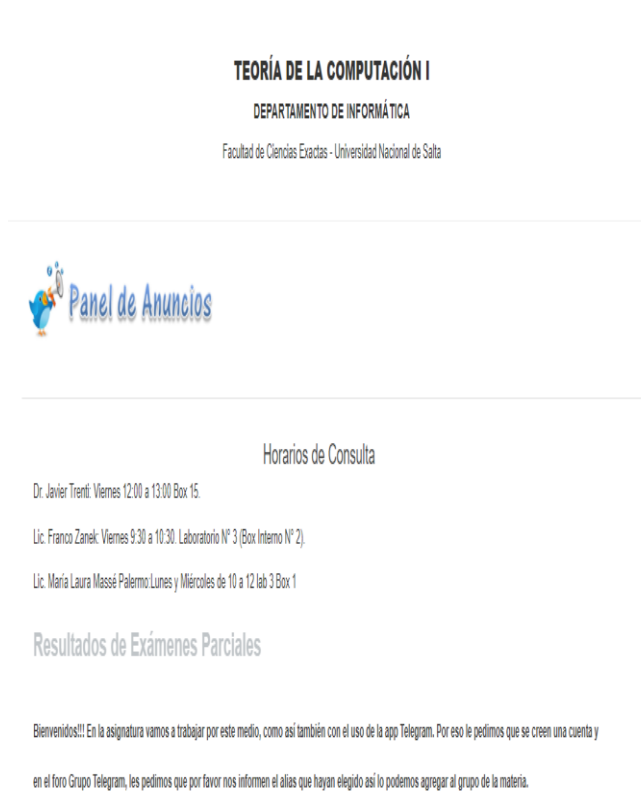 TEORÍA DE LA COMPUTACIÓN I
DEPARTAMENTO DE INFORMÁTICA
Facultad de Ciencias Exactas - Universidad Nacional de Salta
Panel de Anuncios
Horarios de Consulta
Dr. Javier Trenti: Viernes 12:00 a 13:00 Box 15.
Lic. Franco Zanek: Viernes 9:30 a 10:30. Laboratorio N° 3 (Box Interno N° 2).
Lic. María Laura Massé Palermo:Lunes y Miércoles de 10 a 12 lab 3 Box 1
Resultados de Exámenes Parciales
Bienvenidos!!! En la asignatura vamos a trabajar por este medio, como así también con el uso de la app Telegram. Por eso le pedimos que se creen una cuenta y
en el foro Grupo Telegram, les pedimos que por favor nos informen el alias que hayan elegido así lo podemos agregar al grupo de la materia.